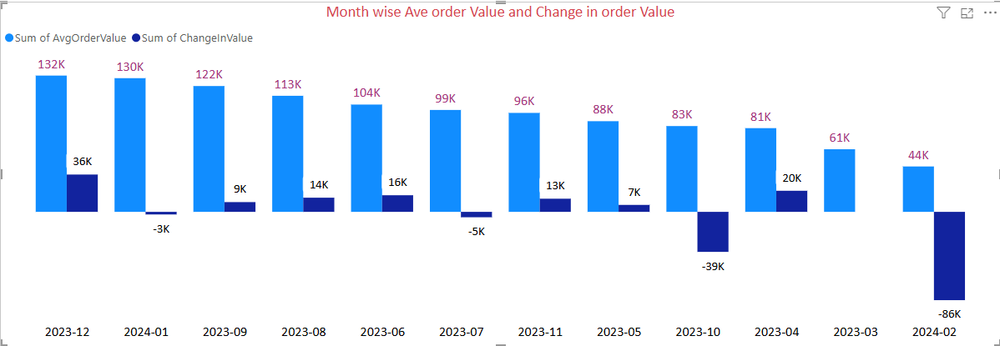 Month wise Ave order Value and Change in order Value
Sum of AvgOrderValue Sum of ChangeInValue
132K
130K
122K
113K
104K
99K
96K
88K
83K
81K
61K
44K
36K
-3K
9K
14K
16K
-5K
13K
7K
-39K
20K
-86K
2023-12 2024-01 2023-09 2023-08 2023-06 2023-07 2023-11 2023-05 2023-10 2023-04 2023-03 2024-02